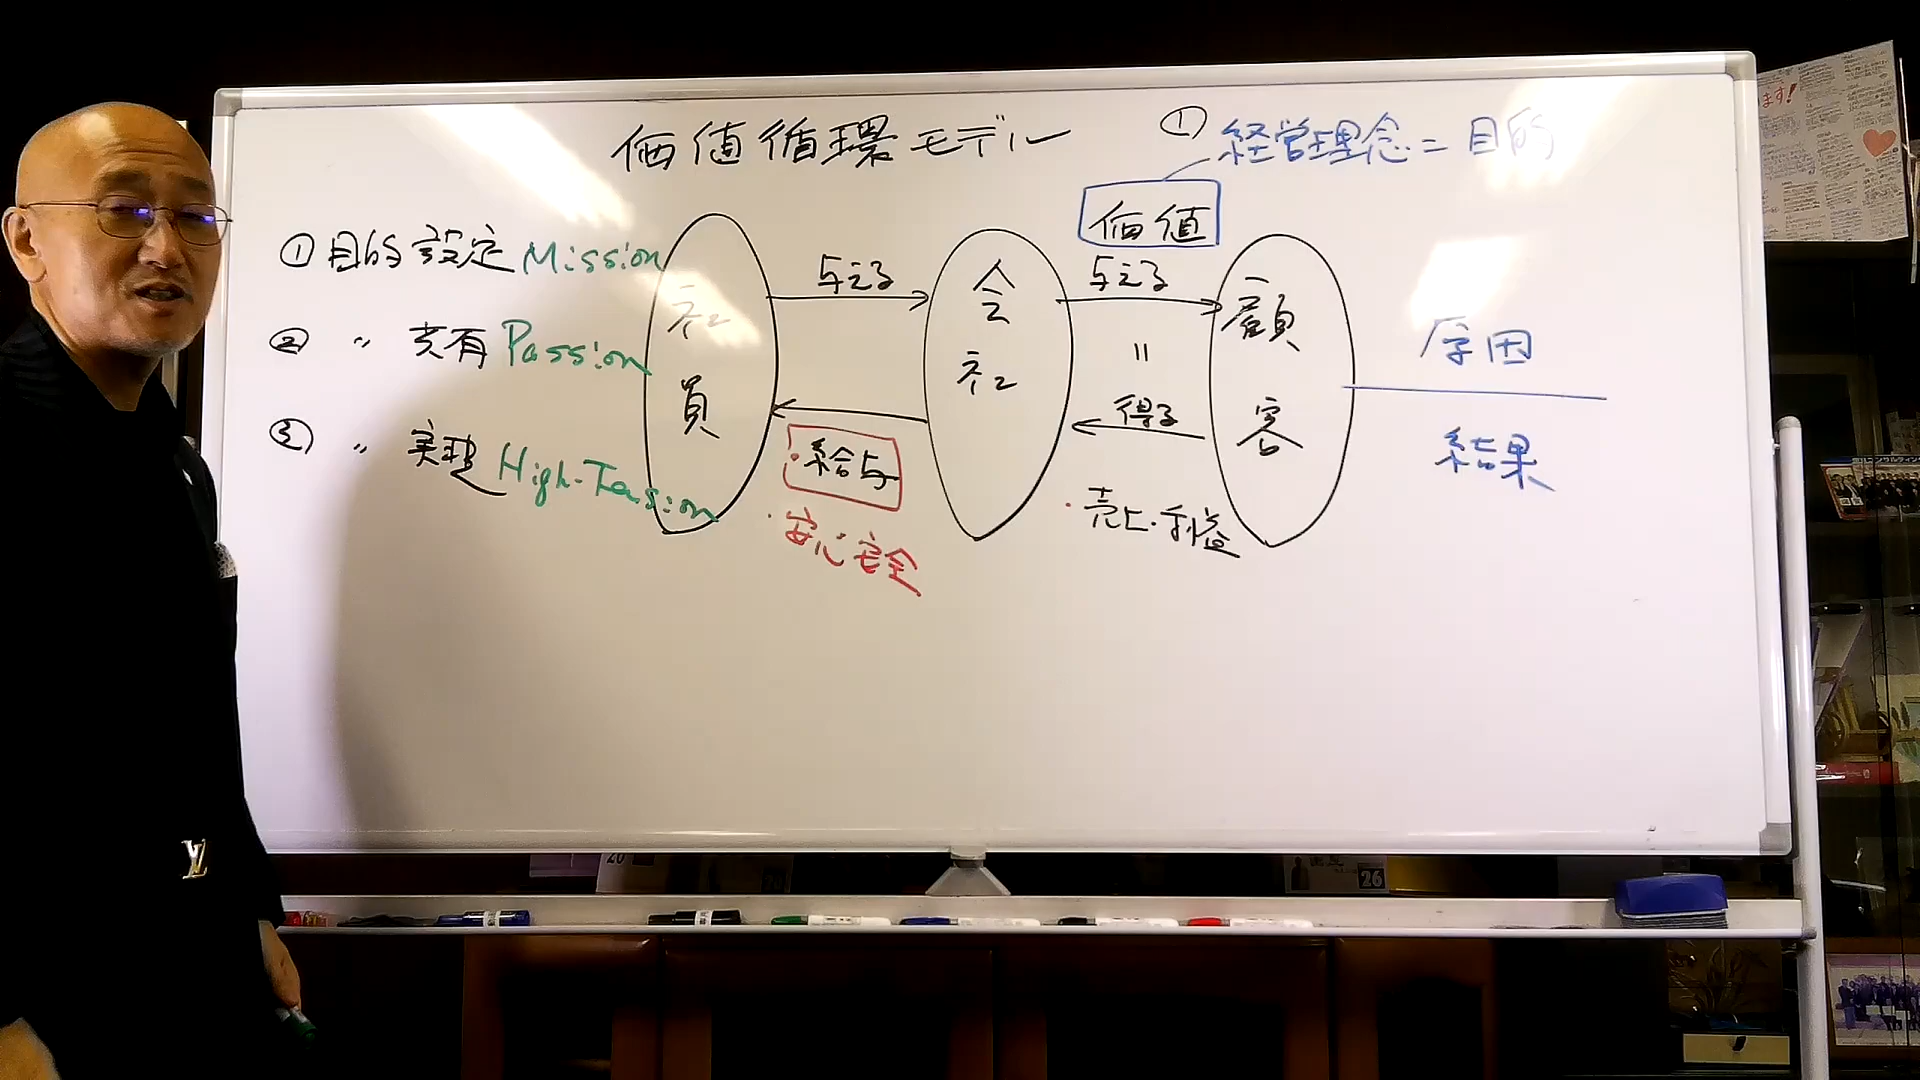 価値循環モデル
① 経営理念=目的
価値
① 目的設定 Mission
② 〃 共有 Passion
③ 〃 実現 High-Tension
社員
与える
会社
与える
=
得る
顧客
・給与
・安心安全
・売上・利益
原因
結果
ます!
26